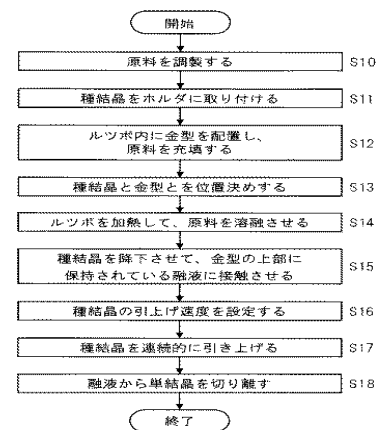 開始
原料を調製する S10
種結晶をホルダに取り付ける S11
ルツボ内に金型を配置し、
原料を充填する S12
種結晶と金型とを位置決めする S13
ルツボを加熱して、原料を溶融させる S14
種結晶を降下させて、金型の上部に
保持されている融液に接触させる S15
種結晶の引上げ速度を設定する S16
種結晶を連続的に引き上げる S17
融液から単結晶を切り離す S18
終了